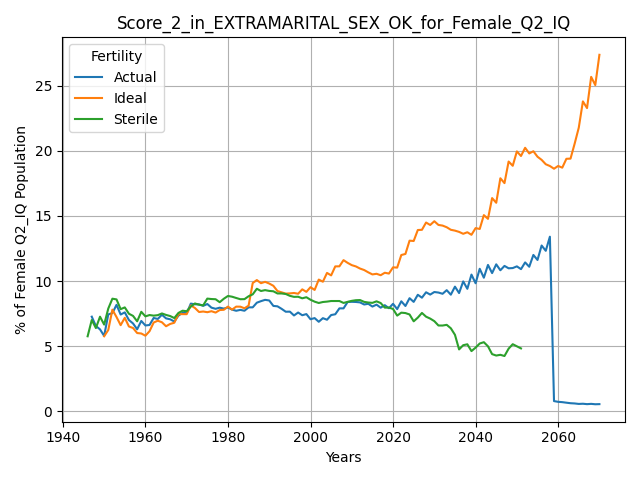 Score_2_in_EXTRAMARITAL_SEX_OK_for_Female_Q2_IQ
Fertility
Actual
Ideal
Sterile
% of Female Q2_IQ Population
25
20
15
10
5
0
1940 1960 1980 2000 2020 2040 2060
Years